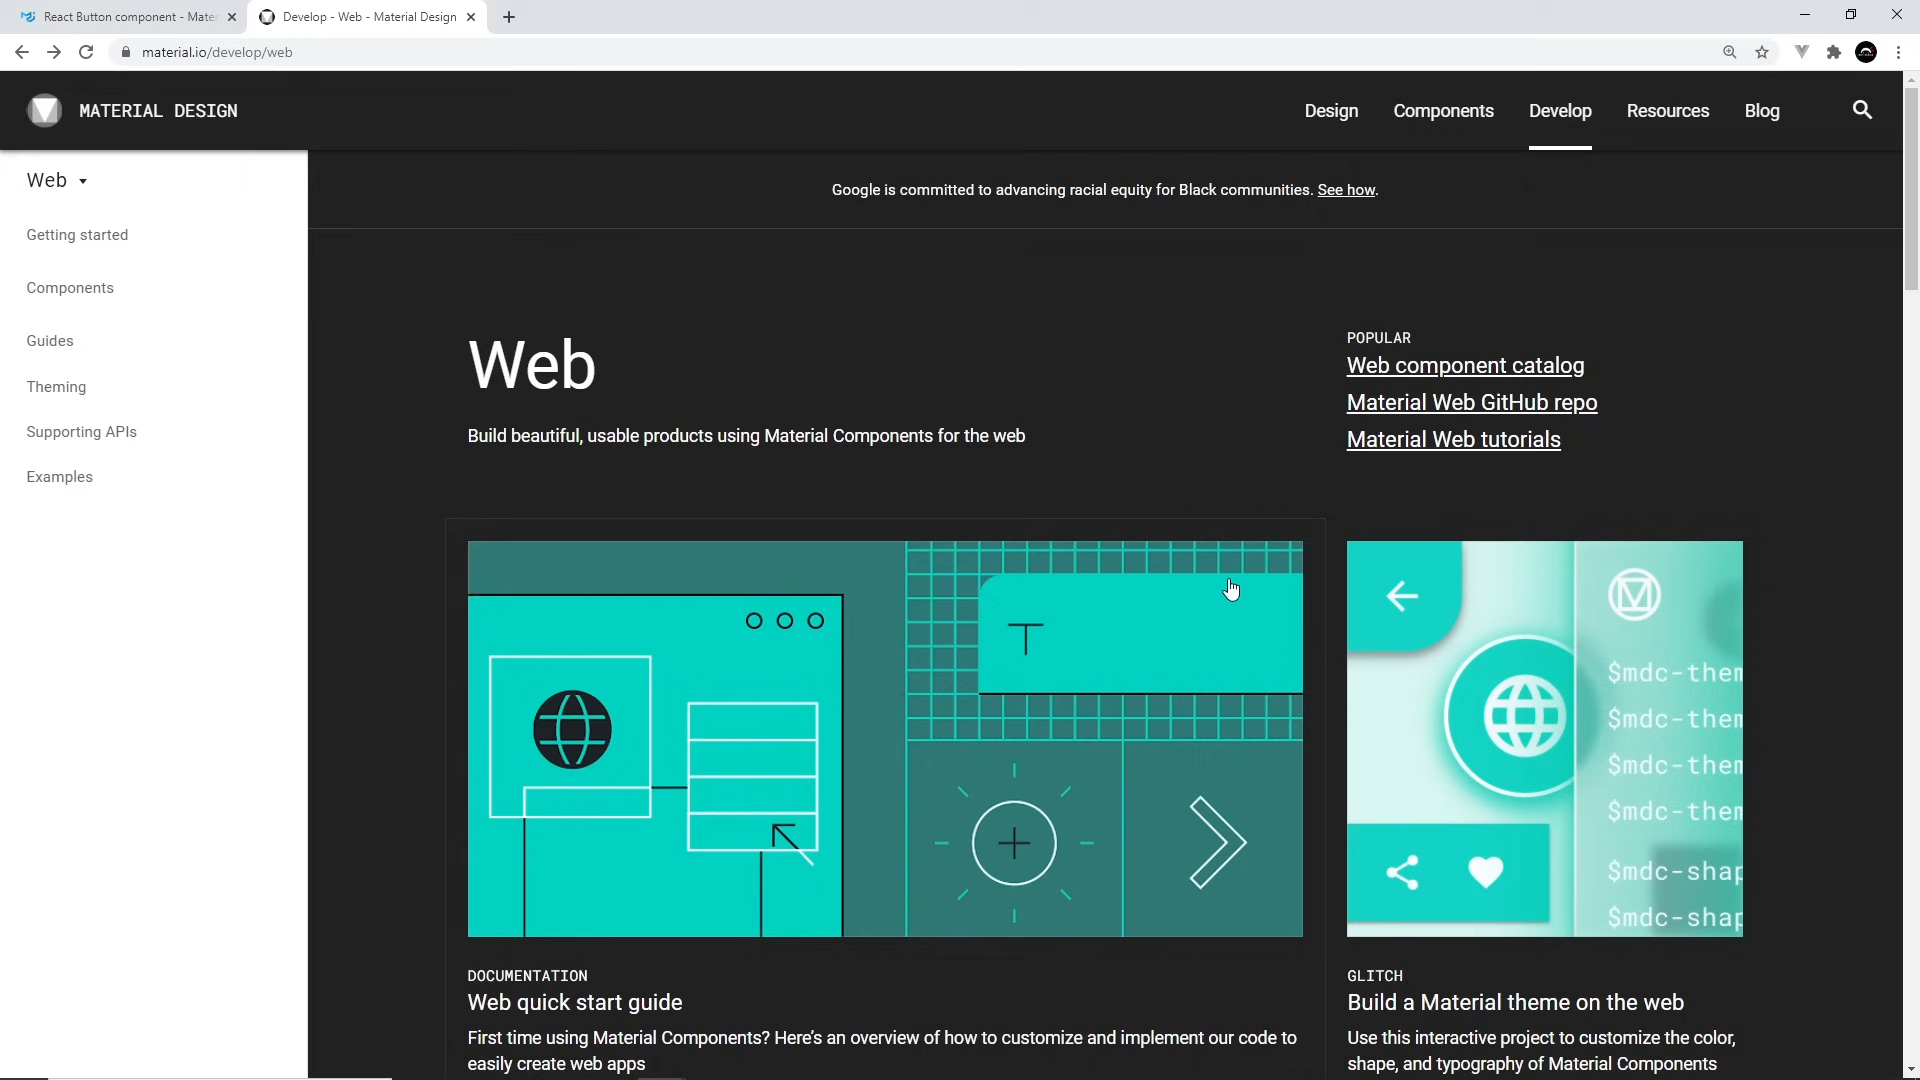 React Button component - Mate
Develop - Web - Material Design
material.io/develop/web
MATERIAL DESIGN
Design
Components
Develop
Resources
Blog
Web
Getting started
Components
Guides
Theming
Supporting APIs
Examples
Google is committed to advancing racial equity for Black communities. See how.
Web
Build beautiful, usable products using Material Components for the web
POPULAR
Web component catalog
Material Web GitHub repo
Material Web tutorials
T
$mdc-them
$mdc-them
$mdc-them
$mdc-them
$mdc-shap
$mdc-shap
DOCUMENTATION
Web quick start guide
First time using Material Components? Here's an overview of how to customize and implement our code to
easily create web apps
GLITCH
Build a Material theme on the web
Use this interactive project to customize the color,
shape, and typography of Material Components